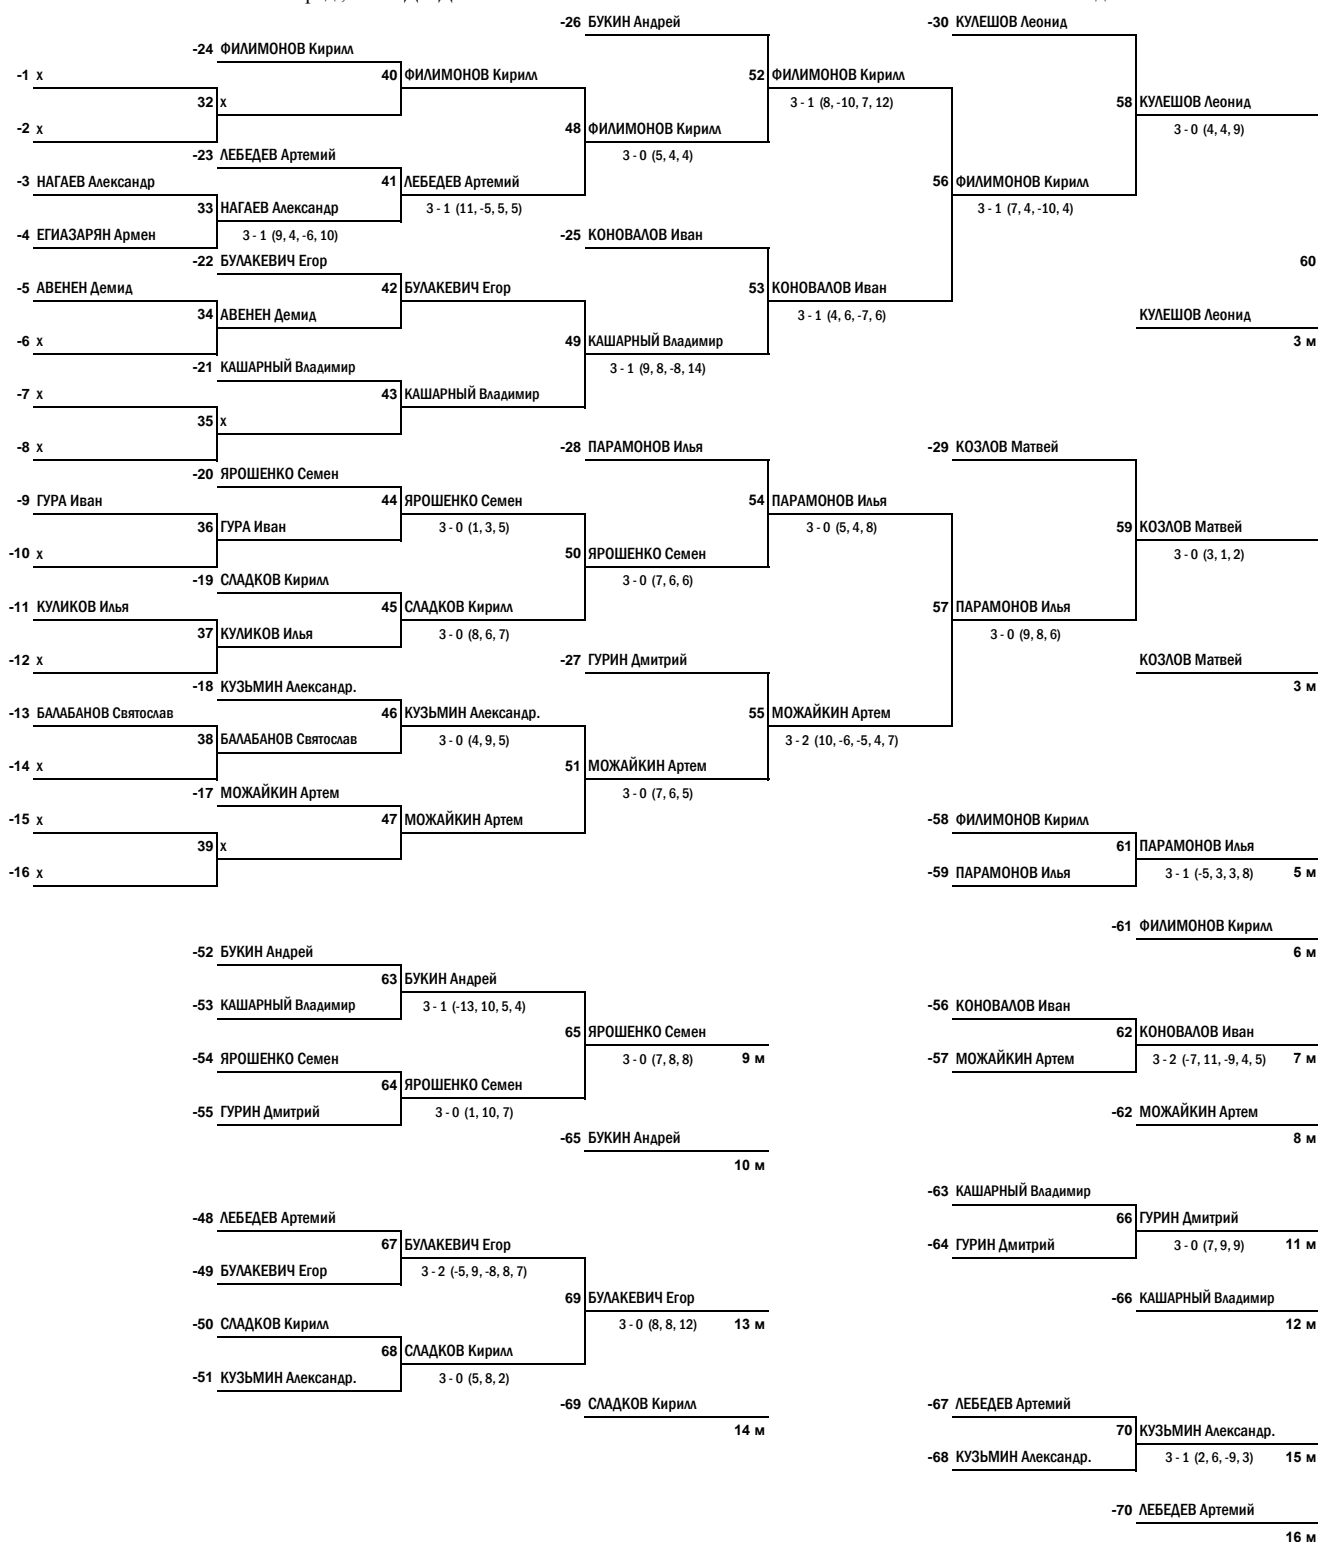 -26 БУКИН Андрей
-30 КУЛЕШОВ Леонид
-24 ФИЛИМОНОВ Кирилл
-1 х
40 ФИЛИМОНОВ Кирилл
52 ФИЛИМОНОВ Кирилл
32 х
3 - 1 (8, -10, 7, 12)
58 КУЛЕШОВ Леонид
-2 х
48 ФИЛИМОНОВ Кирилл
3 - 0 (4, 4, 9)
-23 ЛЕБЕДЕВ Артемий
3 - 0 (5, 4, 4)
-3 НАГАЕВ Александр
41 ЛЕБЕДЕВ Артемий
56 ФИЛИМОНОВ Кирилл
33 НАГАЕВ Александр
3 - 1 (11, -5, 5, 5)
3 - 1 (7, 4, -10, 4)
-4 ЕГИАЗАРЯН Армен
3 - 1 (9, 4, -6, 10)
-25 КОНОВАЛОВ Иван
-22 БУЛАКЕВИЧ Егор
60
-5 АВЕНЕН Демид
42 БУЛАКЕВИЧ Егор
53 КОНОВАЛОВ Иван
34 АВЕНЕН Демид
3 - 1 (4, 6, -7, 6)
КУЛЕШОВ Леонид
-6 х
49 КАШАРНЫЙ Владимир
3 м
-21 КАШАРНЫЙ Владимир
3 - 1 (9, 8, -8, 14)
-7 х
43 КАШАРНЫЙ Владимир
35 х
-8 х
-28 ПАРАМОНОВ Илья
-29 КОЗЛОВ Матвей
-20 ЯРОШЕНКО Семен
-9 ГУРА Иван
44 ЯРОШЕНКО Семен
54 ПАРАМОНОВ Илья
36 ГУРА Иван
3 - 0 (1, 3, 5)
3 - 0 (5, 4, 8)
59 КОЗЛОВ Матвей
-10 х
50 ЯРОШЕНКО Семен
3 - 0 (3, 1, 2)
-19 СЛАДКОВ Кирилл
3 - 0 (7, 6, 6)
-11 КУЛИКОВ Илья
45 СЛАДКОВ Кирилл
57 ПАРАМОНОВ Илья
37 КУЛИКОВ Илья
3 - 0 (8, 6, 7)
3 - 0 (9, 8, 6)
-12 х
-27 ГУРИН Дмитрий
КОЗЛОВ Матвей
-18 КУЗЬМИН Александр.
3 м
-13 БАЛАБАНОВ Святослав
46 КУЗЬМИН Александр.
55 МОЖАЙКИН Артем
38 БАЛАБАНОВ Святослав
3 - 0 (4, 9, 5)
3 - 2 (10, -6, -5, 4, 7)
-14 х
51 МОЖАЙКИН Артем
-17 МОЖАЙКИН Артем
3 - 0 (7, 6, 5)
-15 х
47 МОЖАЙКИН Артем
-58 ФИЛИМОНОВ Кирилл
39 х
61 ПАРАМОНОВ Илья
-16 х
-59 ПАРАМОНОВ Илья
3 - 1 (-5, 3, 3, 8) 5 м
-61 ФИЛИМОНОВ Кирилл
-52 БУКИН Андрей
6 м
63 БУКИН Андрей
-53 КАШАРНЫЙ Владимир
3 - 1 (-13, 10, 5, 4)
-56 КОНОВАЛОВ Иван
65 ЯРОШЕНКО Семен
62 КОНОВАЛОВ Иван
-54 ЯРОШЕНКО Семен
3 - 0 (7, 8, 8) 9 м
-57 МОЖАЙКИН Артем
3 - 2 (-7, 11, -9, 4, 5) 7 м
64 ЯРОШЕНКО Семен
-55 ГУРИН Дмитрий
3 - 0 (1, 10, 7)
-62 МОЖАЙКИН Артем
-65 БУКИН Андрей
8 м
10 м
-63 КАШАРНЫЙ Владимир
-48 ЛЕБЕДЕВ Артемий
66 ГУРИН Дмитрий
67 БУЛАКЕВИЧ Егор
-64 ГУРИН Дмитрий
3 - 0 (7, 9, 9) 11 м
-49 БУЛАКЕВИЧ Егор
3 - 2 (-5, 9, -8, 8, 7)
69 БУЛАКЕВИЧ Егор
-66 КАШАРНЫЙ Владимир
-50 СЛАДКОВ Кирилл
3 - 0 (8, 8, 12) 13 м
12 м
68 СЛАДКОВ Кирилл
-51 КУЗЬМИН Александр.
3 - 0 (5, 8, 2)
-69 СЛАДКОВ Кирилл
-67 ЛЕБЕДЕВ Артемий
14 м
70 КУЗЬМИН Александр.
-68 КУЗЬМИН Александр.
3 - 1 (2, 6, -9, 3) 15 м
-70 ЛЕБЕДЕВ Артемий
16 м